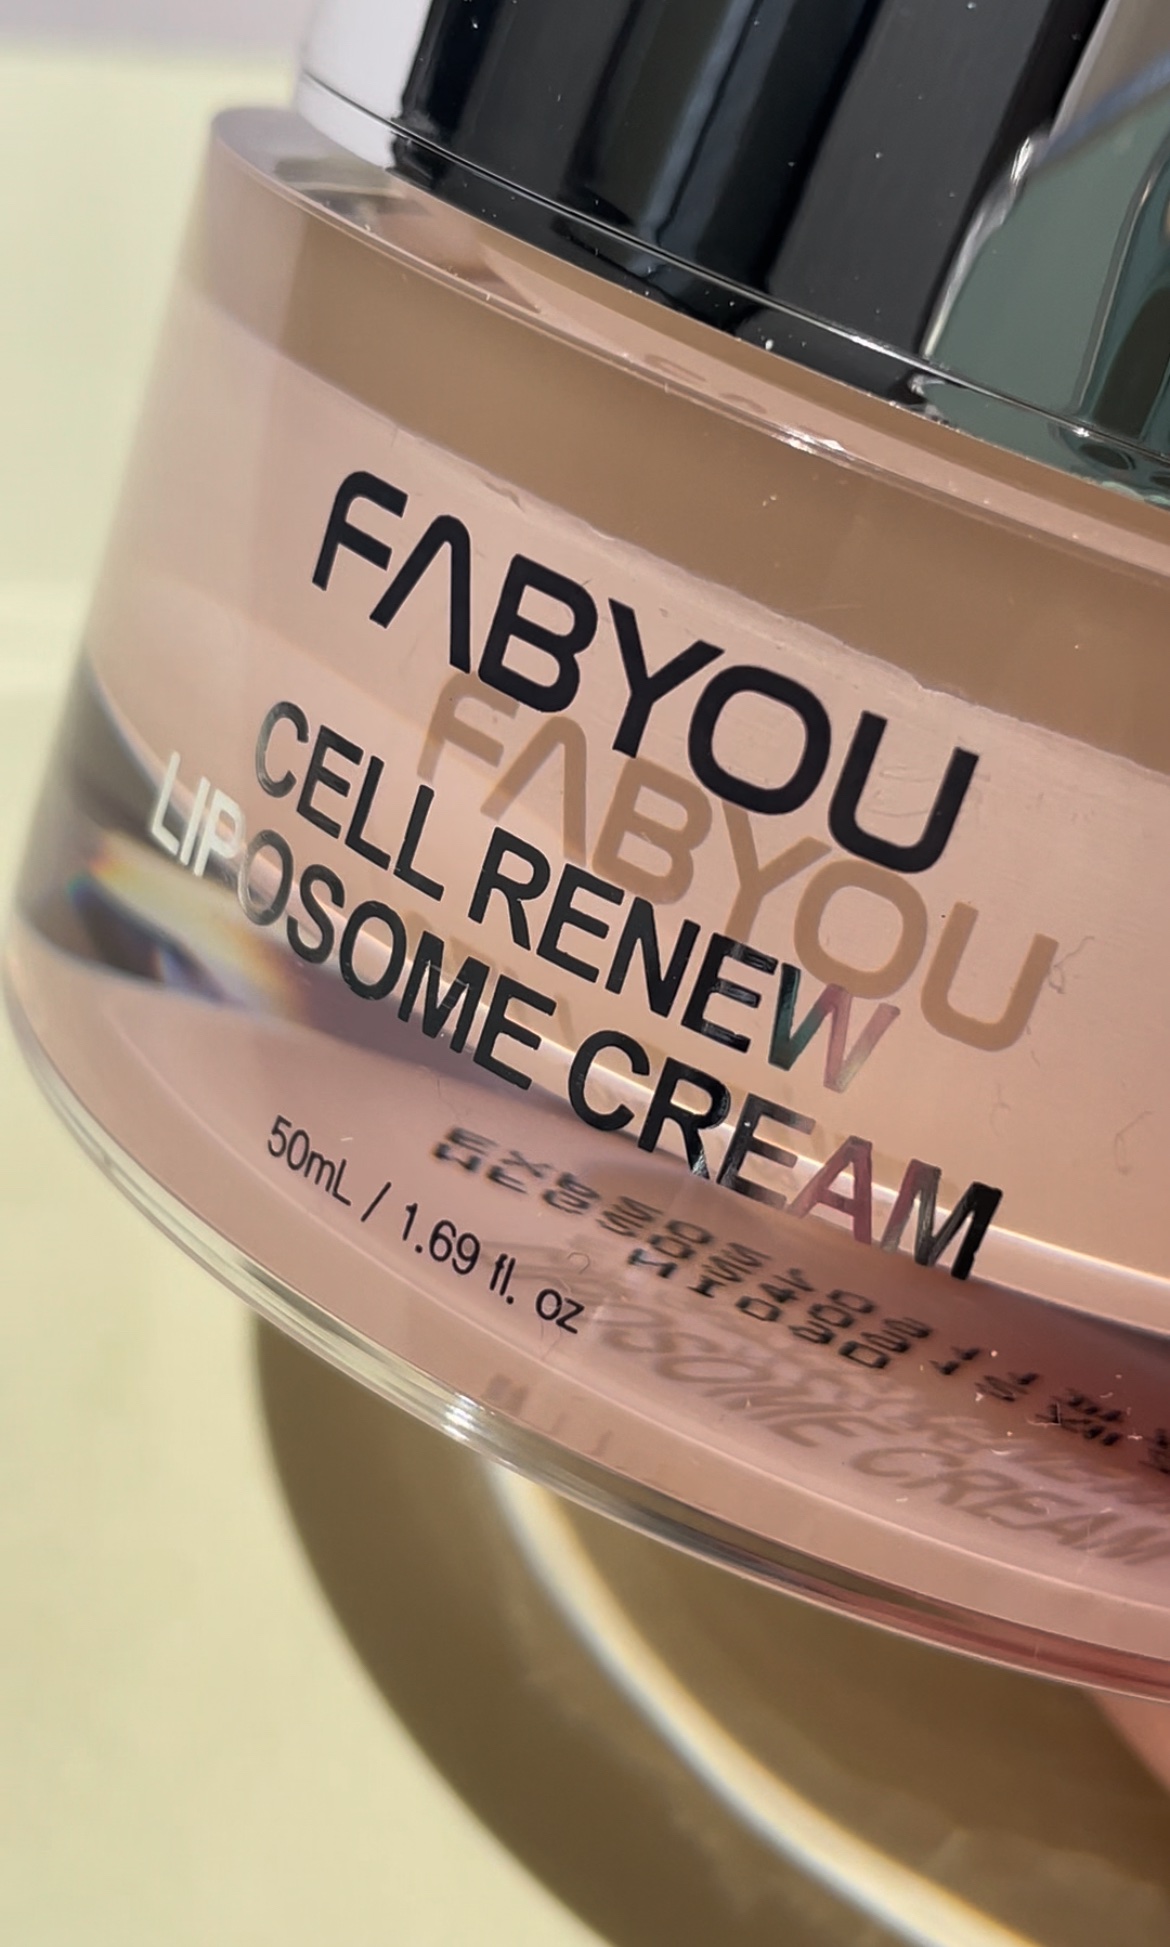 FABYOU
CELL RENEW
LIPOSOME CREAM
50mL / 1.69 fl. oz